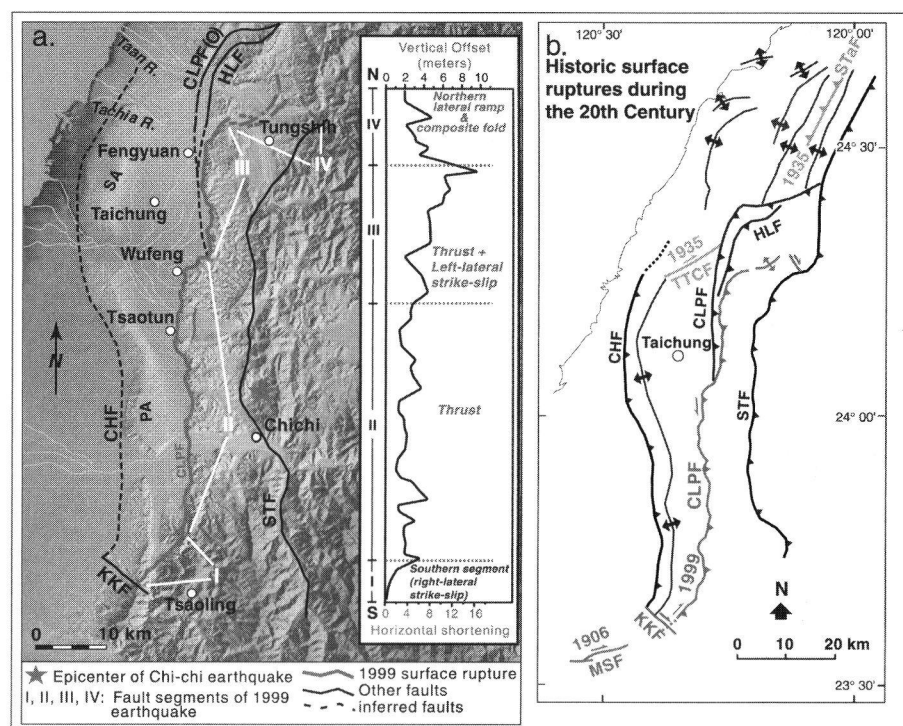 a.
Taan R.
Tachia R.
CLPF(O)
HLF
Tungshih
Fengyuan
III
IV
SA
Taichung
Wufeng
Tsaotun
N
CHF
PA
II
CLPF
Chichi
STF
KKF
I
Tsaoling
0 10 km
Vertical Offset
(meters)
N 0 2 4 6 8 10
IV
Northern
lateral ramp
&
composite fold
III
Thrust +
Left-lateral
strike-slip
II
Thrust
I
Southern segment
(right-lateral
strike-slip)
S
0 4 8 12 16
Horizontal shortening
Epicenter of Chi-chi
earthquake
I, II, III, IV: Fault segments of 1999
earthquake
1999 surface rupture
Other faults
inferred faults
b.
120° 30'
120° 00'
Historic surface
ruptures during
the 20th Century
STaF
1935
24° 30'
HLF
1935
TTCF
CLPF
CHF
Taichung
STF
24° 00'
CLPF
1999
KKF
1906
MSF
N
0 10 20 km
23° 30'